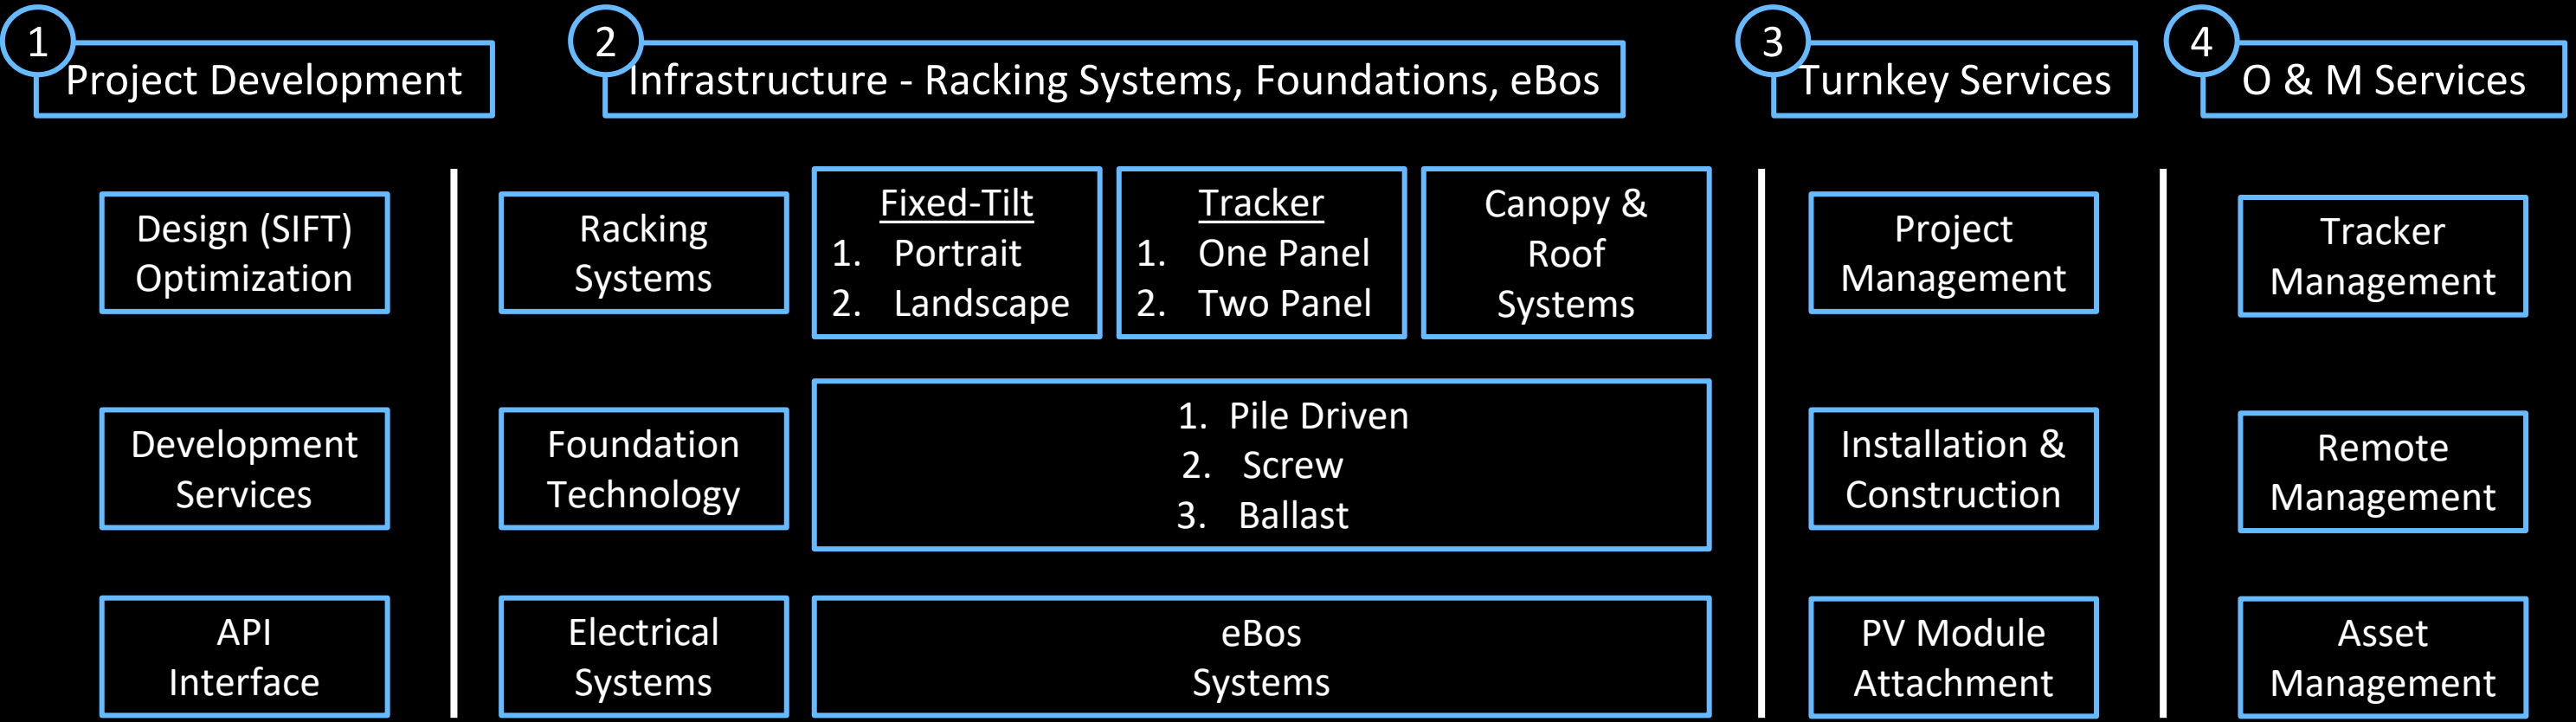 1
Project Development
2
Infrastructure - Racking Systems, Foundations, eBos
3
Turnkey Services
4
O & M Services
Design (SIFT)
Optimization
Development
Services
API
Interface
Racking
Systems
Fixed-Tilt
1. Portrait
2. Landscape
Tracker
1. One Panel
2. Two Panel
Canopy &
Roof
Systems
Foundation
Technology
1. Pile Driven
2. Screw
3. Ballast
Electrical
Systems
eBos
Systems
Project
Management
Installation &
Construction
PV Module
Attachment
Tracker
Management
Remote
Management
Asset
Management